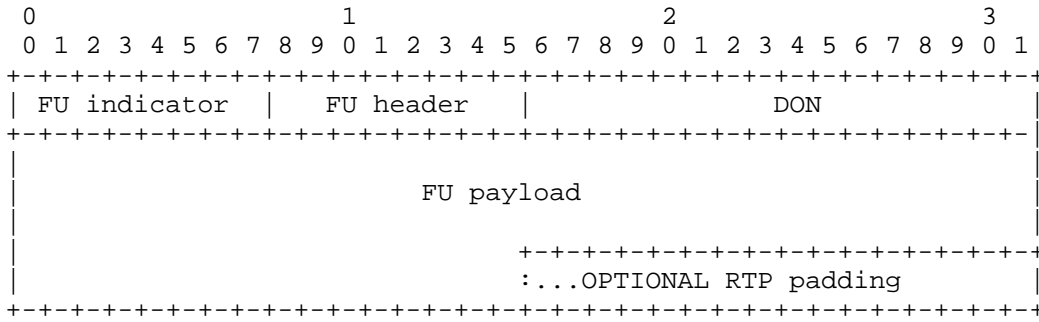 0                   1                   2                   3
 0 1 2 3 4 5 6 7 8 9 0 1 2 3 4 5 6 7 8 9 0 1 2 3 4 5 6 7 8 9 0 1
+-+-+-+-+-+-+-+-+-+-+-+-+-+-+-+-+-+-+-+-+-+-+-+-+-+-+-+-+-+-+-+-+
| FU indicator  |   FU header   |               DON             |
+-+-+-+-+-+-+-+-+-+-+-+-+-+-+-+-+-+-+-+-+-+-+-+-+-+-+-+-+-+-+-+-|
|                                                               |
|                         FU payload                            |
|                                                               |
|                               +-+-+-+-+-+-+-+-+-+-+-+-+-+-+-+-+
|                               :...OPTIONAL RTP padding        |
+-+-+-+-+-+-+-+-+-+-+-+-+-+-+-+-+-+-+-+-+-+-+-+-+-+-+-+-+-+-+-+-+